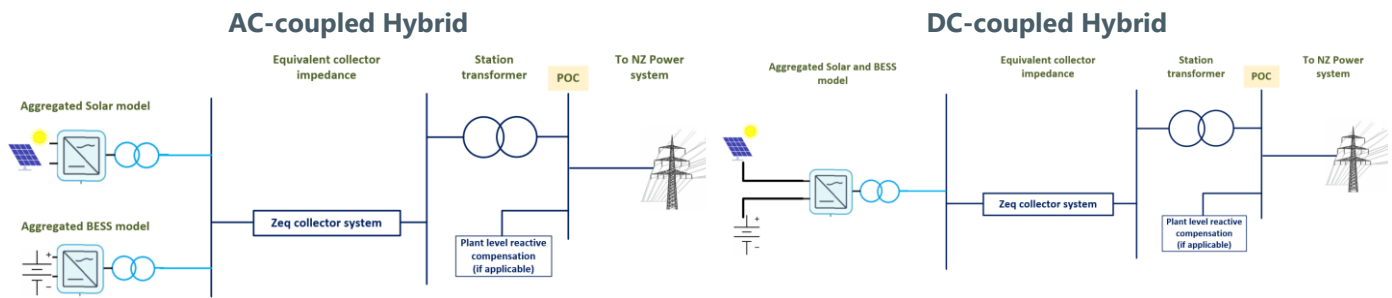 AC-coupled Hybrid
Equivalent collector
impedance
Station
transformer
POC
To NZ Power
system
Aggregated Solar model
Aggregated BESS model
+
−
Zeq collector system
Plant level reactive
compensation
(if applicable)
DC-coupled Hybrid
Aggregated Solar and BESS
model
Equivalent collector
impedance
Station
transformer
POC
To NZ Power
system
+
−
Zeq collector system
Plant level reactive
compensation
(if applicable)